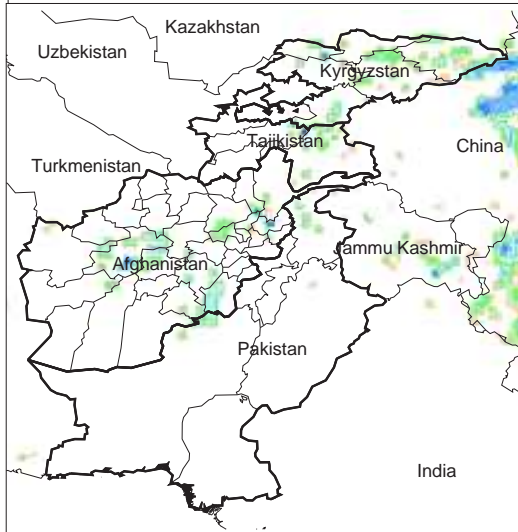 Kazakhstan
Uzbekistan
Kyrgyzstan
Tajikistan
China
Turkmenistan
Jammu Kashmir
Afghanistan
Pakistan
India